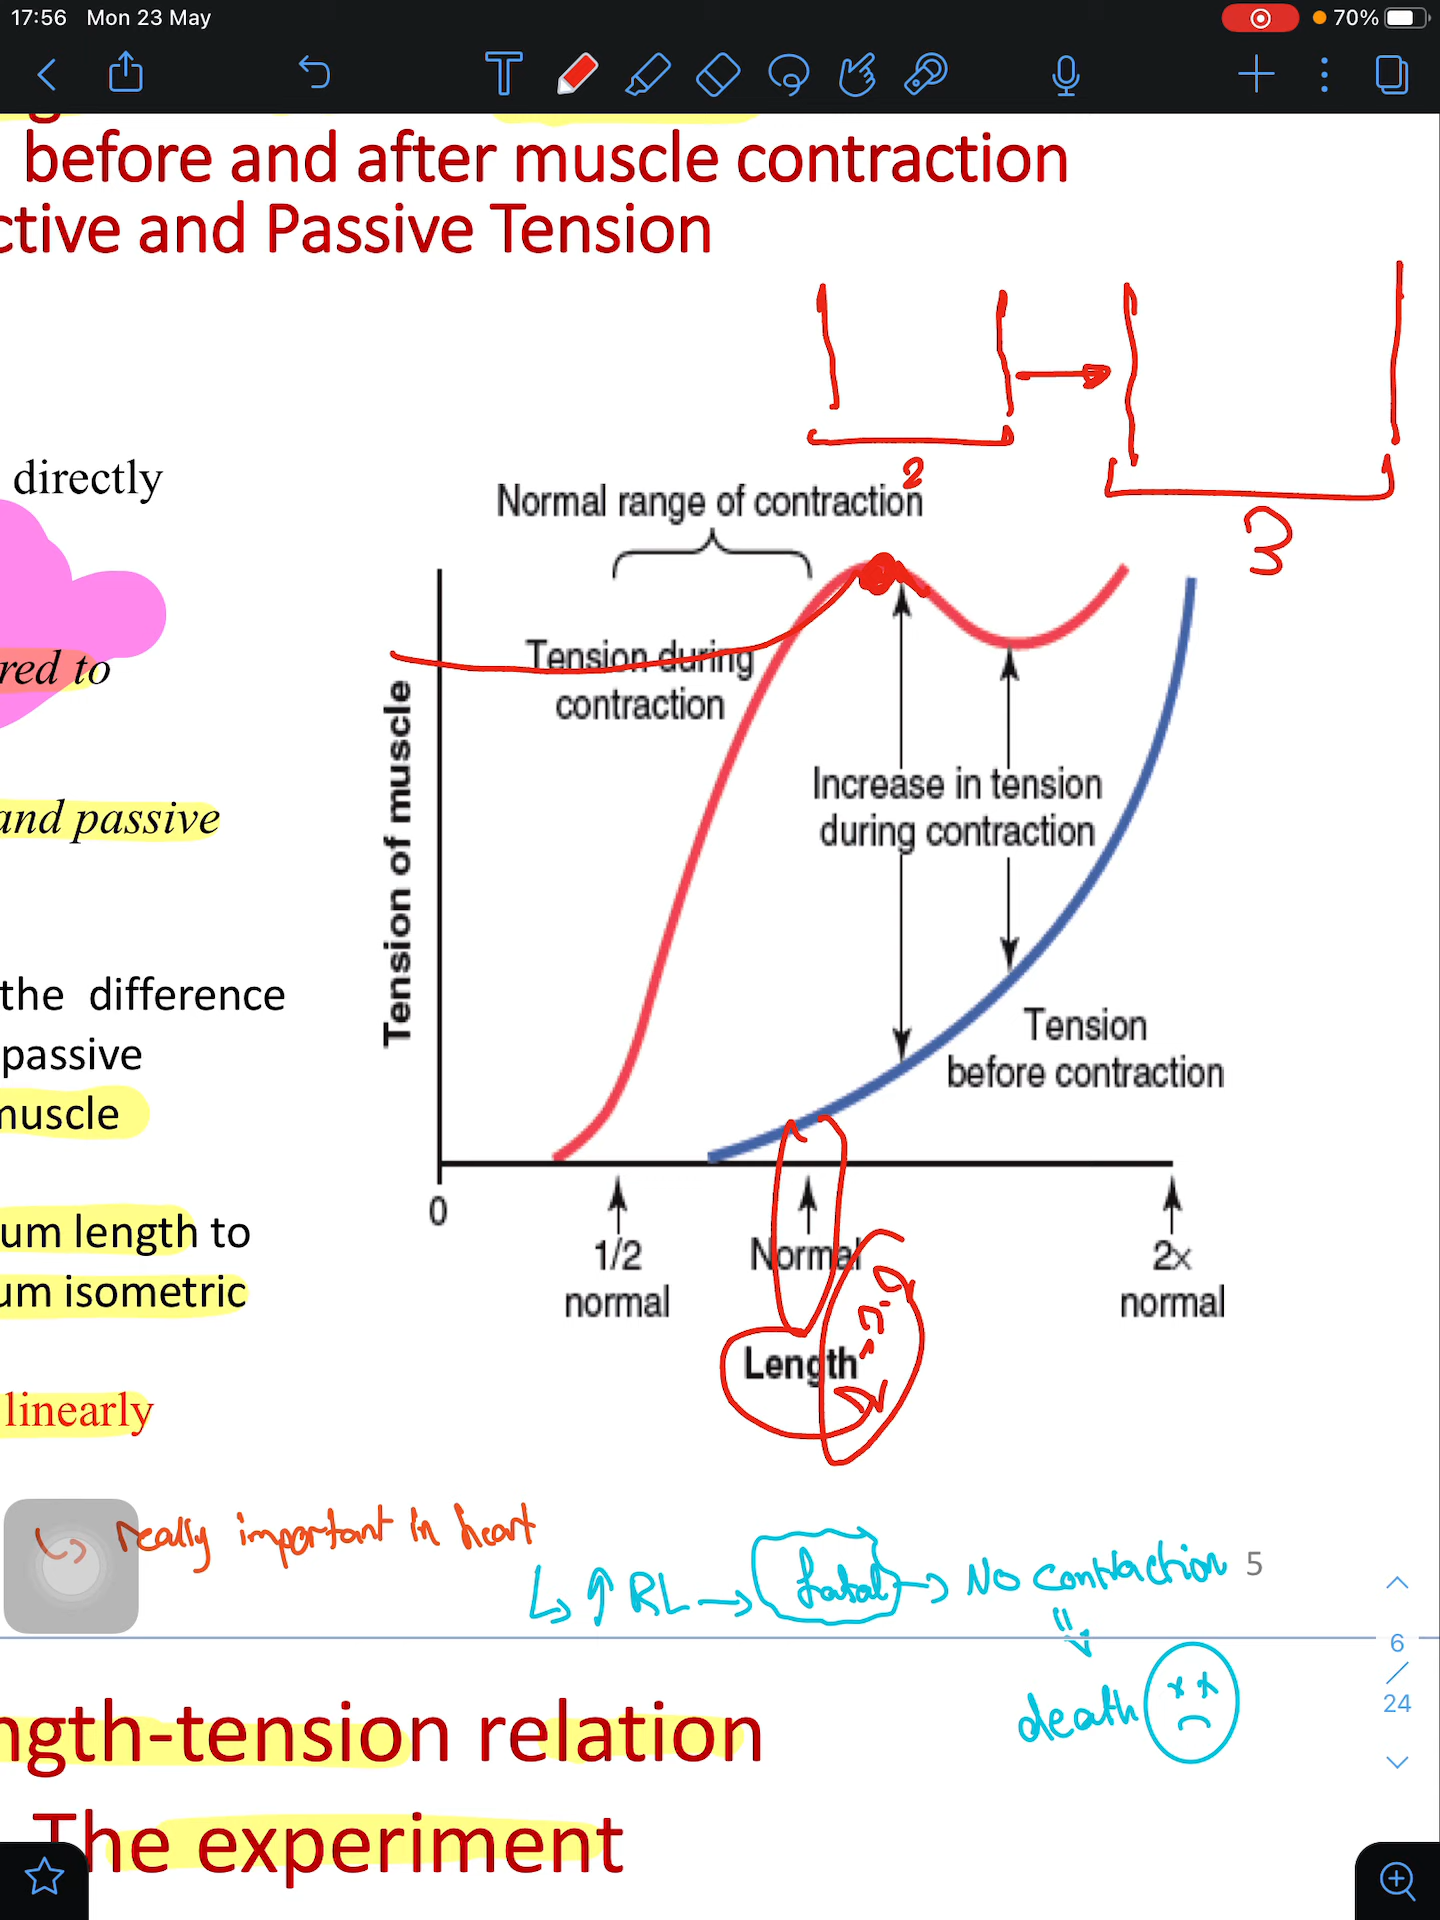 17:56 Mon 23 May
70%
before and after muscle contraction
ctive and Passive Tension
directly
red to
and passive
the difference
passive
muscle
um length to
um isometric
linearly
2
3
Normal range of contraction
Tension during
contraction
Tension of muscle
Increase in tension
during contraction
Tension
before contraction
0
1/2
normal
Normal
2x
normal
Length
really important in heart
↑ RL → fatal → No contraction
5
death
6
/
24
ngth-tension relation
The experiment